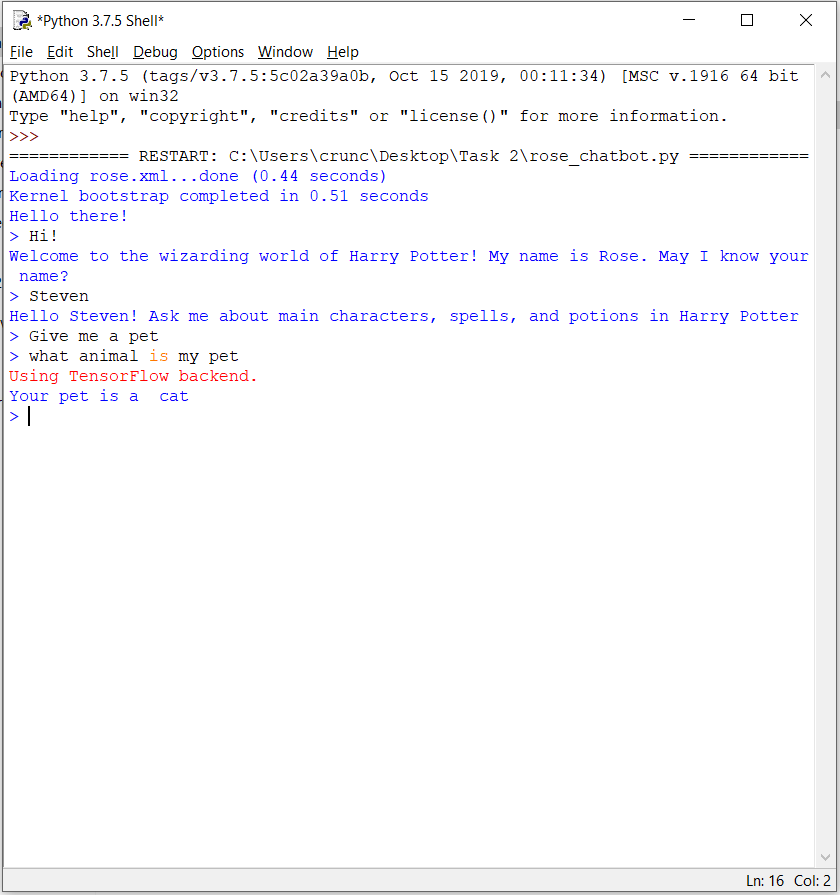 *Python 3.7.5 Shell*
File Edit Shell Debug Options Window Help
Python 3.7.5 (tags/v3.7.5:5c02a39a0b, Oct 15 2019, 00:11:34) [MSC v.1916 64 bit
(AMD64)] on win32
Type "help", "copyright", "credits" or "license()" for more information.
>>>
============ RESTART: C:\Users\crunc\Desktop\Task 2\rose_chatbot.py ============
Loading rose.xml...done (0.44 seconds)
Kernel bootstrap completed in 0.51 seconds
Hello there!
> Hi!
Welcome to the wizarding world of Harry Potter! My name is Rose. May I know your
name?
> Steven
Hello Steven! Ask me about main characters, spells, and potions in Harry Potter
> Give me a pet
> what animal is my pet
Using TensorFlow backend.
Your pet is a  cat
>
Ln: 16 Col: 2